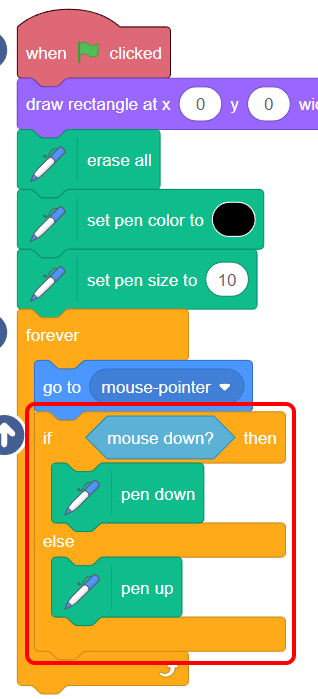 when clicked
draw rectangle at x 0 y 0
erase all
set pen color to
set pen size to 10
forever
go to mouse-pointer
if mouse down? then
pen down
else
pen up